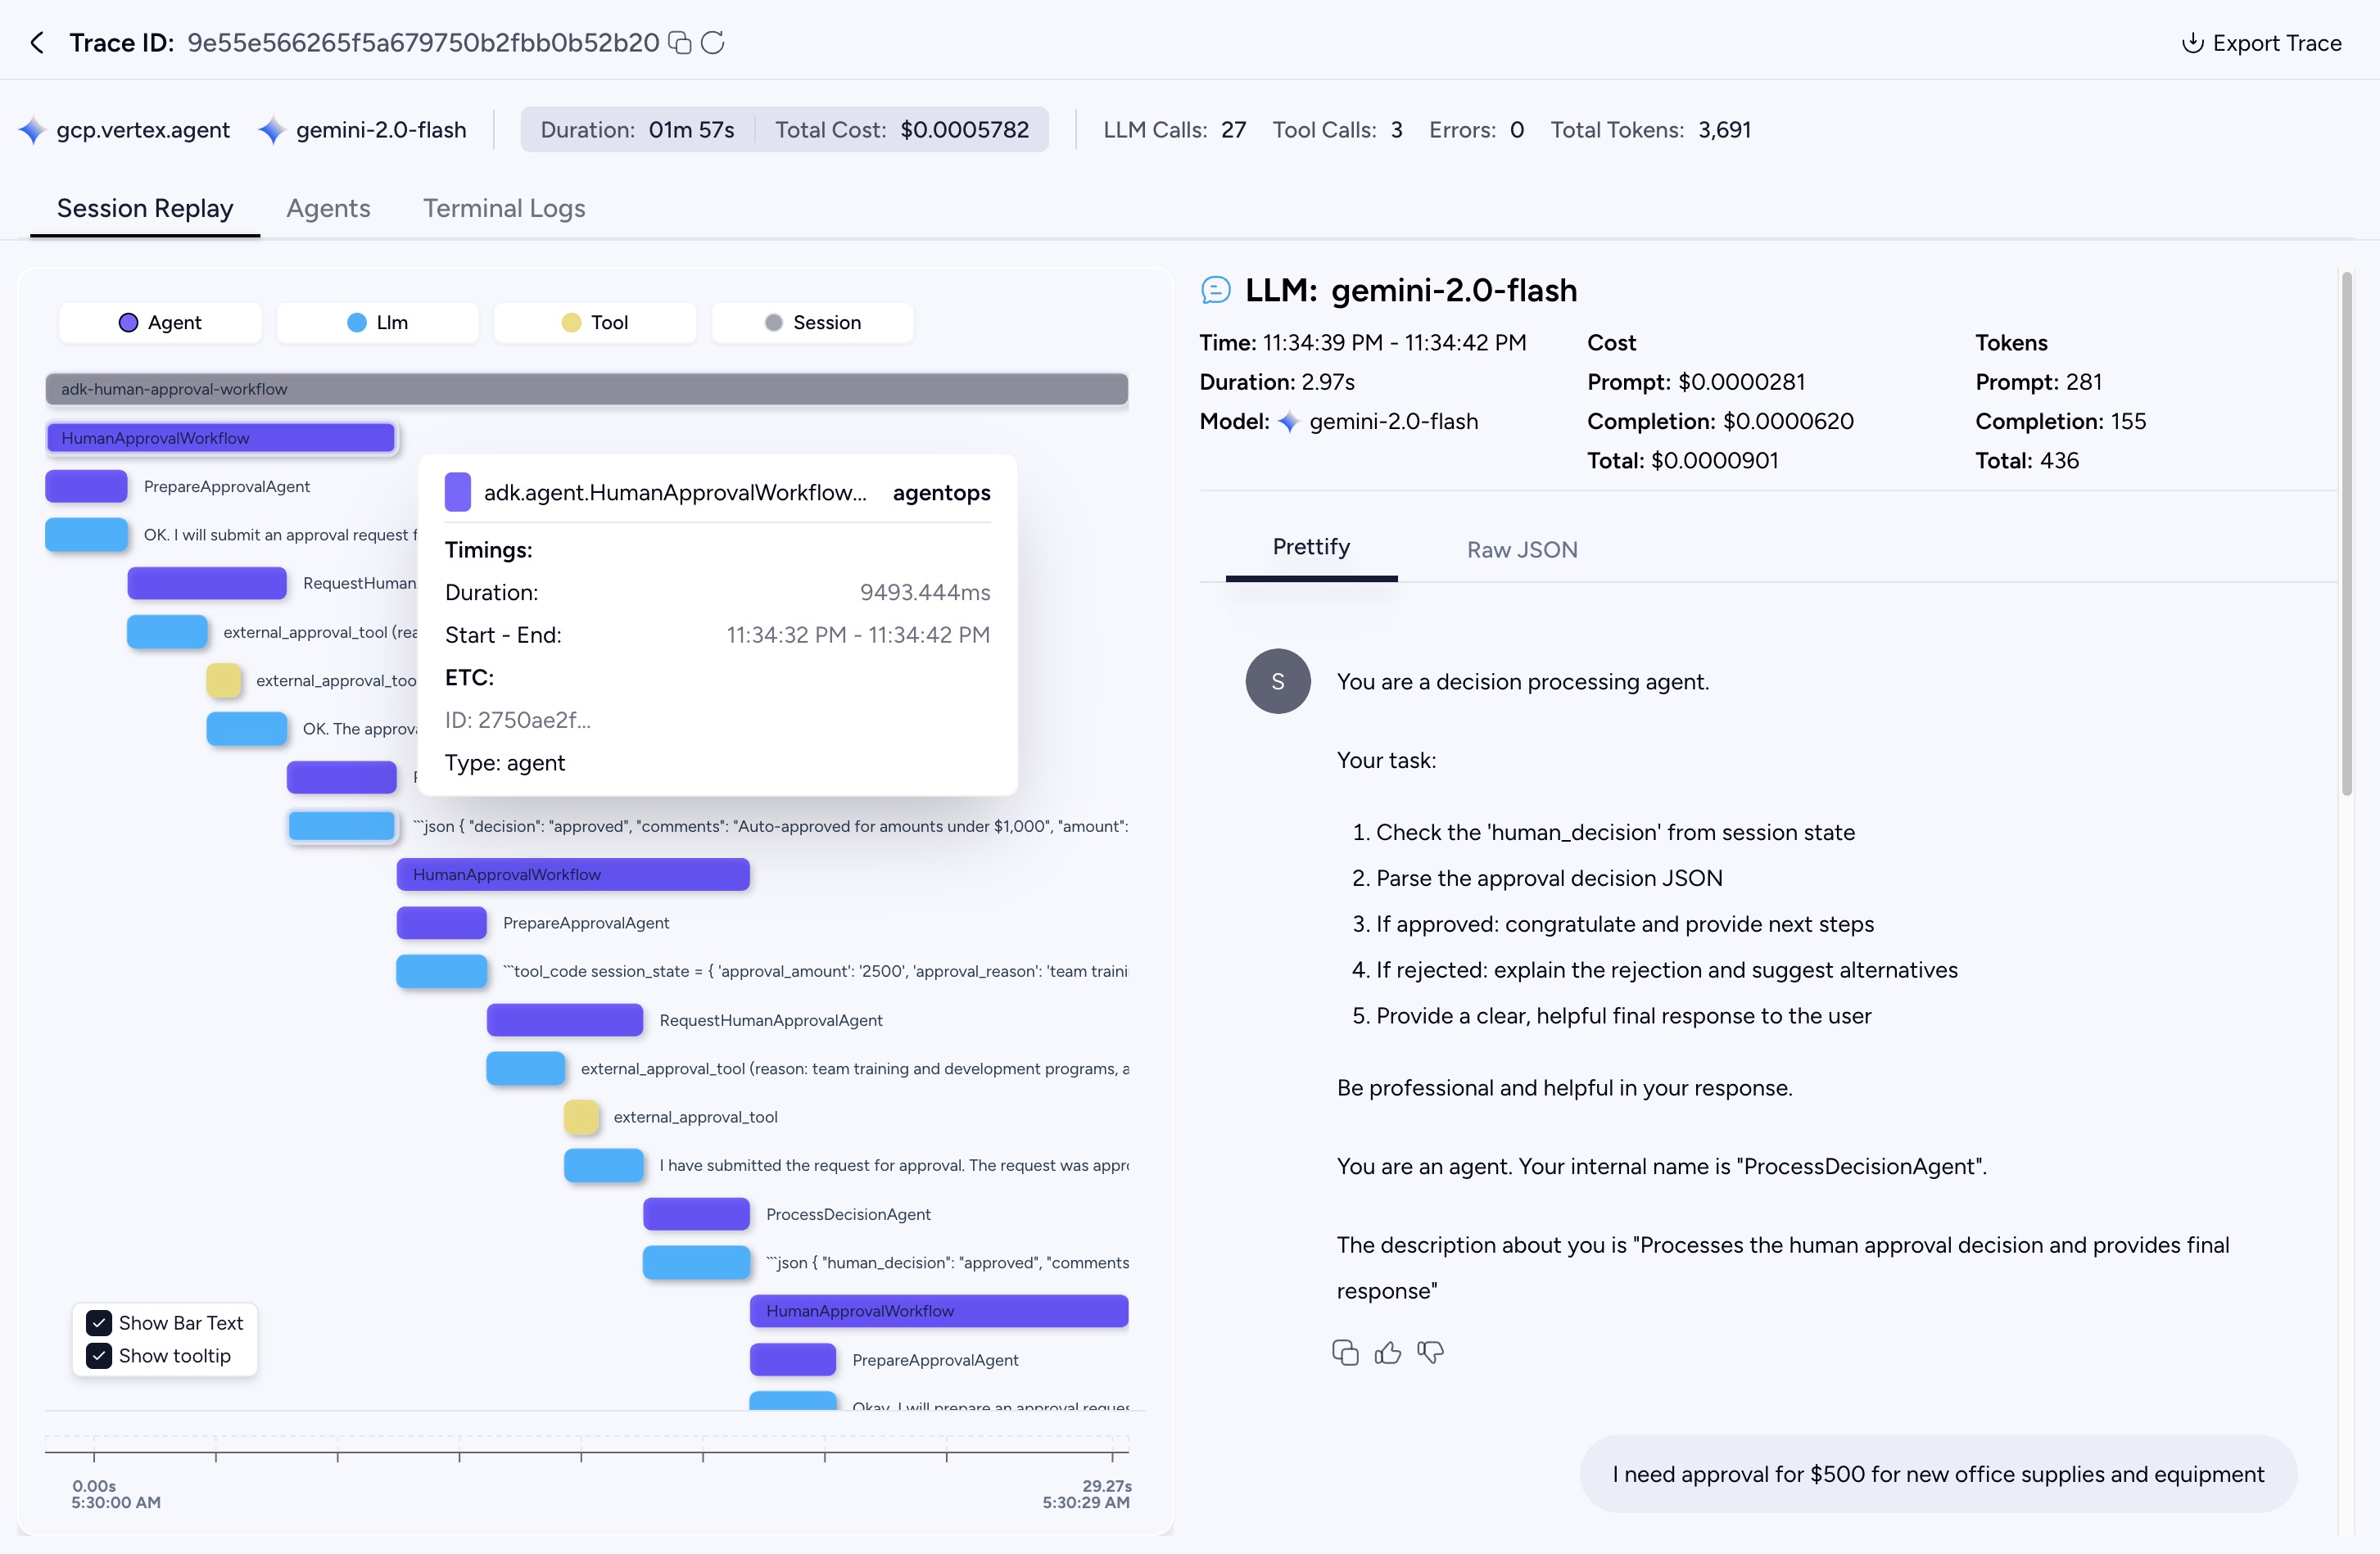 Trace ID: 9e55e566265f5a679750b2fbb0b52b20
Export Trace
gcp.vertex.agent gemini-2.0-flash Duration: 01m 57s Total Cost: $0.0005782 LLM Calls: 27 Tool Calls: 3 Errors: 0 Total Tokens: 3,691
Session Replay Agents Terminal Logs
Agent Llm Tool Session
adk-human-approval-workflow
HumanApprovalWorkflow
PrepareApprovalAgent
OK. I will submit an approval request f
RequestHuman
external_approval_tool (rea
external_approval_too
OK. The approv
```json { "decision": "approved", "comments": "Auto-approved for amounts under $1,000", "amount":
HumanApprovalWorkflow
PrepareApprovalAgent
```tool_code session_state = { 'approval_amount': '2500', 'approval_reason': 'team traini
RequestHumanApprovalAgent
external_approval_tool (reason: team training and development programs, a
external_approval_tool
I have submitted the request for approval. The request was appr
ProcessDecisionAgent
```json { "human_decision": "approved", "comments
HumanApprovalWorkflow
PrepareApprovalAgent
Okay, I will prepare an approval reques
adk.agent.HumanApprovalWorkflow... agentops
Timings:
Duration: 9493.444ms
Start - End: 11:34:32 PM - 11:34:42 PM
ETC:
ID: 2750ae2f...
Type: agent
Show Bar Text
Show tooltip
0.00s
5:30:00 AM
29.27s
5:30:29 AM
LLM: gemini-2.0-flash
Time: 11:34:39 PM - 11:34:42 PM
Duration: 2.97s
Model: gemini-2.0-flash
Cost
Prompt: $0.0000281
Completion: $0.0000620
Total: $0.0000901
Tokens
Prompt: 281
Completion: 155
Total: 436
Prettify Raw JSON
S
You are a decision processing agent.
Your task:
1. Check the 'human_decision' from session state
2. Parse the approval decision JSON
3. If approved: congratulate and provide next steps
4. If rejected: explain the rejection and suggest alternatives
5. Provide a clear, helpful final response to the user
Be professional and helpful in your response.
You are an agent. Your internal name is "ProcessDecisionAgent".
The description about you is "Processes the human approval decision and provides final
response"
I need approval for $500 for new office supplies and equipment